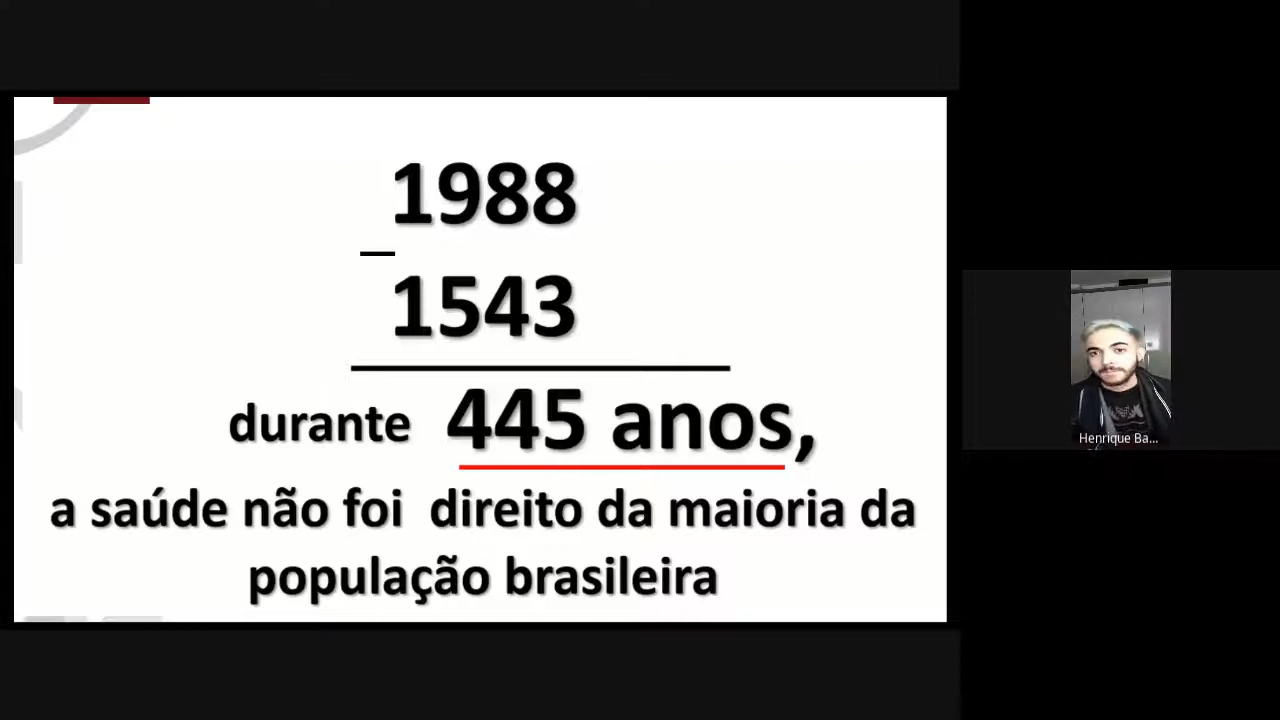 1988
–
1543
durante 445 anos,
a saúde não foi direito da maioria da
população brasileira
Henrique Ba...